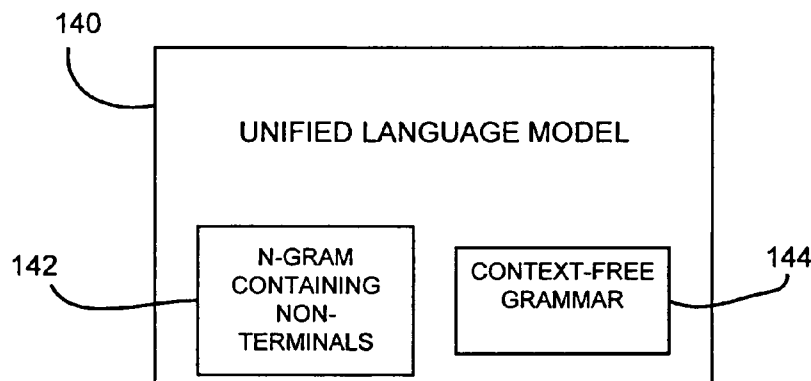 140
UNIFIED LANGUAGE MODEL
142
N-GRAM
CONTAINING
NON-
TERMINALS
CONTEXT-FREE
GRAMMAR
144